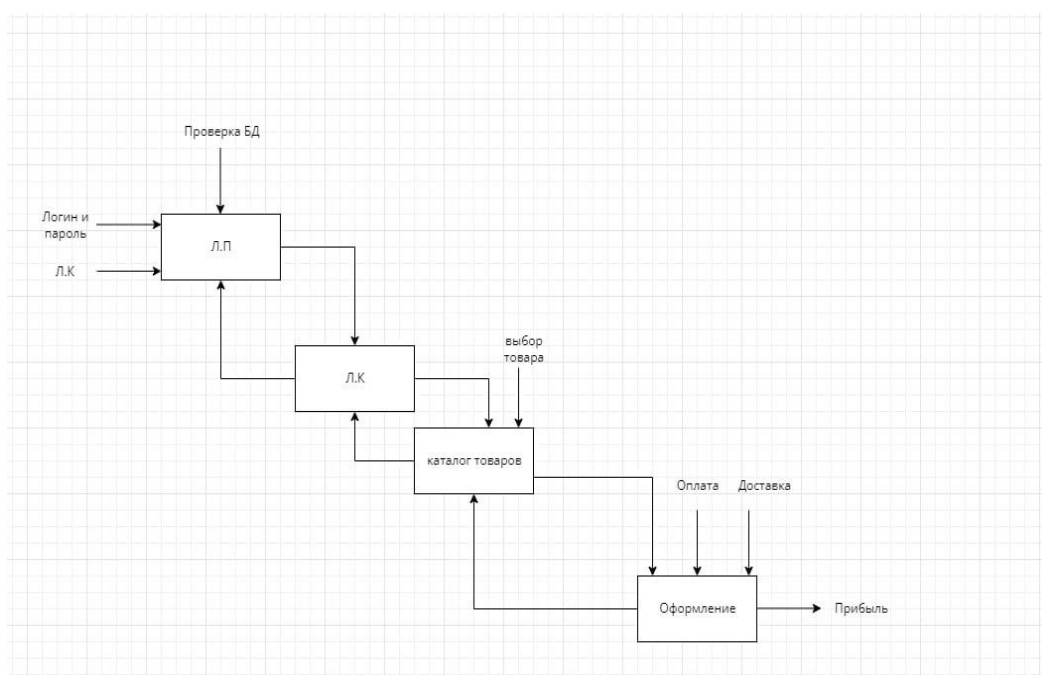 Проверка БД
Логин и
пароль
Л.П
Л.К
Л.К
выбор
товара
каталог товаров
Оплата
Доставка
Оформление
Прибыль